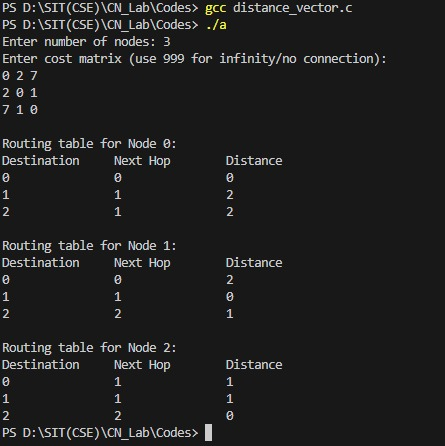 PS D:\SIT(CSE)\CN_Lab\Codes> gcc distance_vector.c
PS D:\SIT(CSE)\CN_Lab\Codes> ./a
Enter number of nodes: 3
Enter cost matrix (use 999 for infinity/no connection):
0 2 7
2 0 1
7 1 0

Routing table for Node 0:
Destination     Next Hop        Distance
0               0               0
1               1               2
2               1               2

Routing table for Node 1:
Destination     Next Hop        Distance
0               0               2
1               1               0
2               2               1

Routing table for Node 2:
Destination     Next Hop        Distance
0               1               1
1               1               1
2               2               0
PS D:\SIT(CSE)\CN_Lab\Codes>